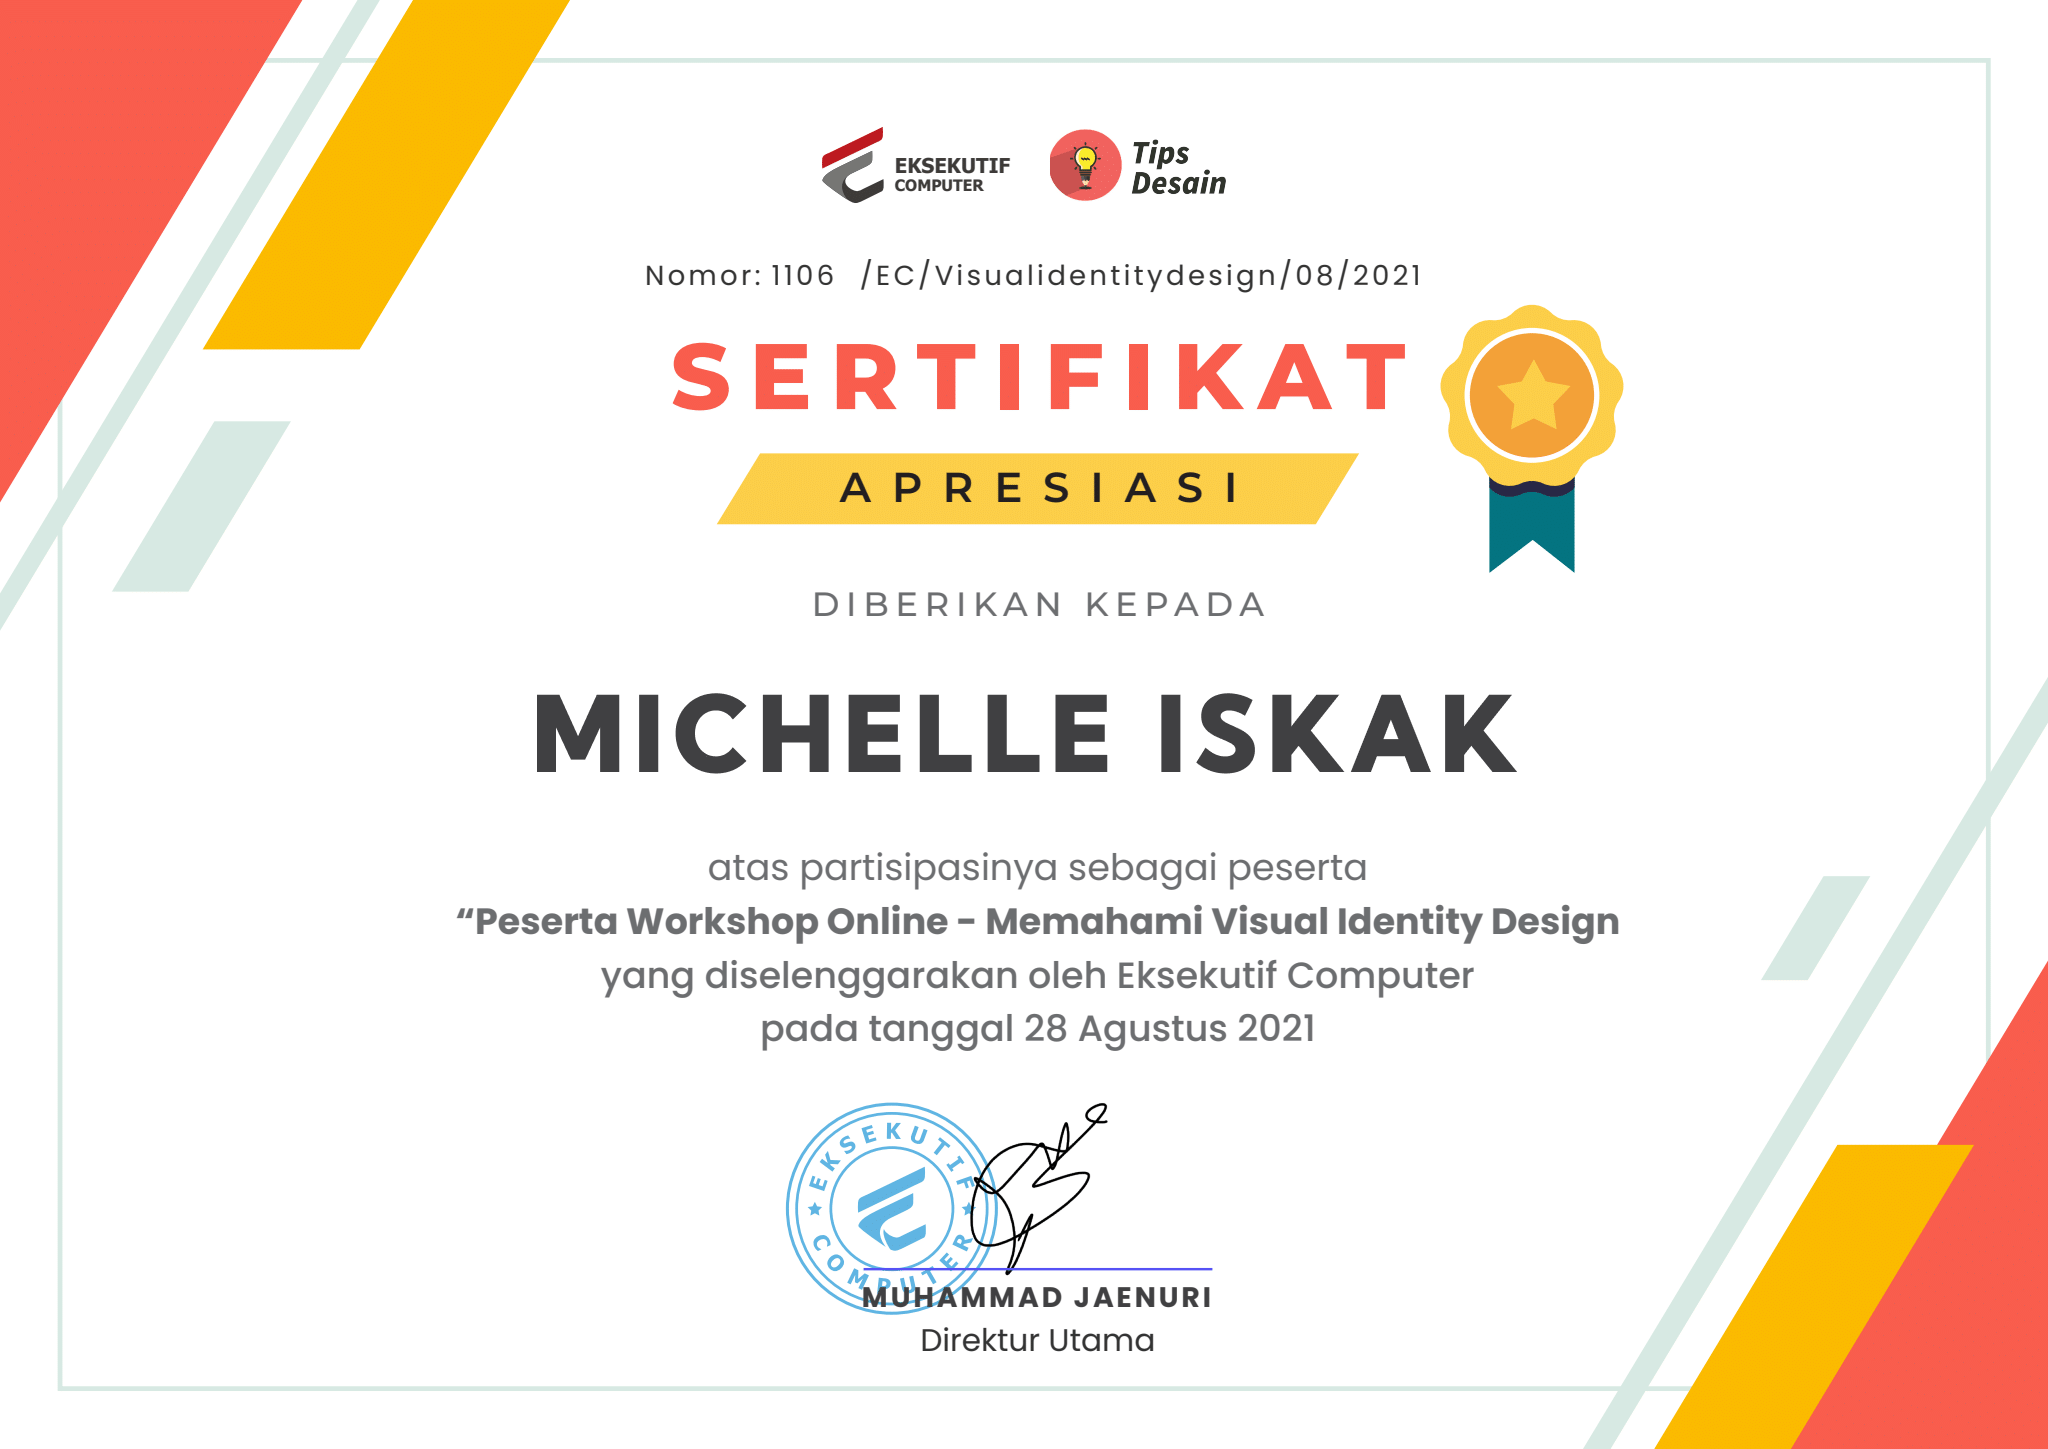 EKSEKUTIF
COMPUTER
Tips
Desain
Nomor: 1106 /EC/Visualidentitydesign/08/2021
SERTIFIKAT
APRESIASI
DIBERIKAN KEPADA
MICHELLE ISKAK
atas partisipasinya sebagai peserta
“Peserta Workshop Online - Memahami Visual Identity Design
yang diselenggarakan oleh Eksekutif Computer
pada tanggal 28 Agustus 2021
EKSEKUTIF
COMPUTER
MUHAMMAD JAENURI
Direktur Utama